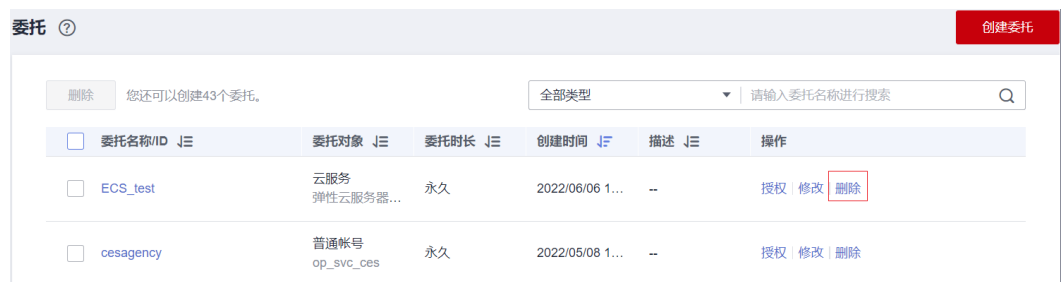 委托 ?
创建委托
删除 您还可以创建43个委托。 全部类型 请输入委托名称进行搜索
委托名称/ID 委托对象 委托时长 创建时间 描述 操作
ECS_test 云服务 永久 2022/06/06 1... -- 授权 修改 删除
弹性云服务器...
cesagency 普通帐号 永久 2022/05/08 1... -- 授权 修改 删除
op_svc_ces